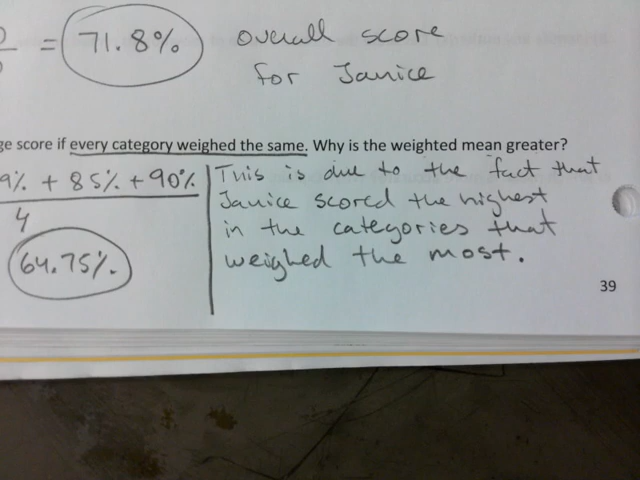 = 71.8% Overall score
for Janice
ge score if every category weighed the same. Why is the weighted mean greater?
9% + 85% + 90%
4
64.75%.
This is due to the fact that
Janice scored the highest
in the categories that
weighed the most.
39